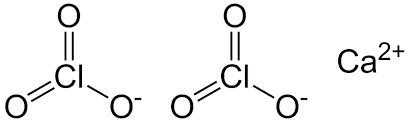 O O
Cl Cl Ca2+
O O- O O-